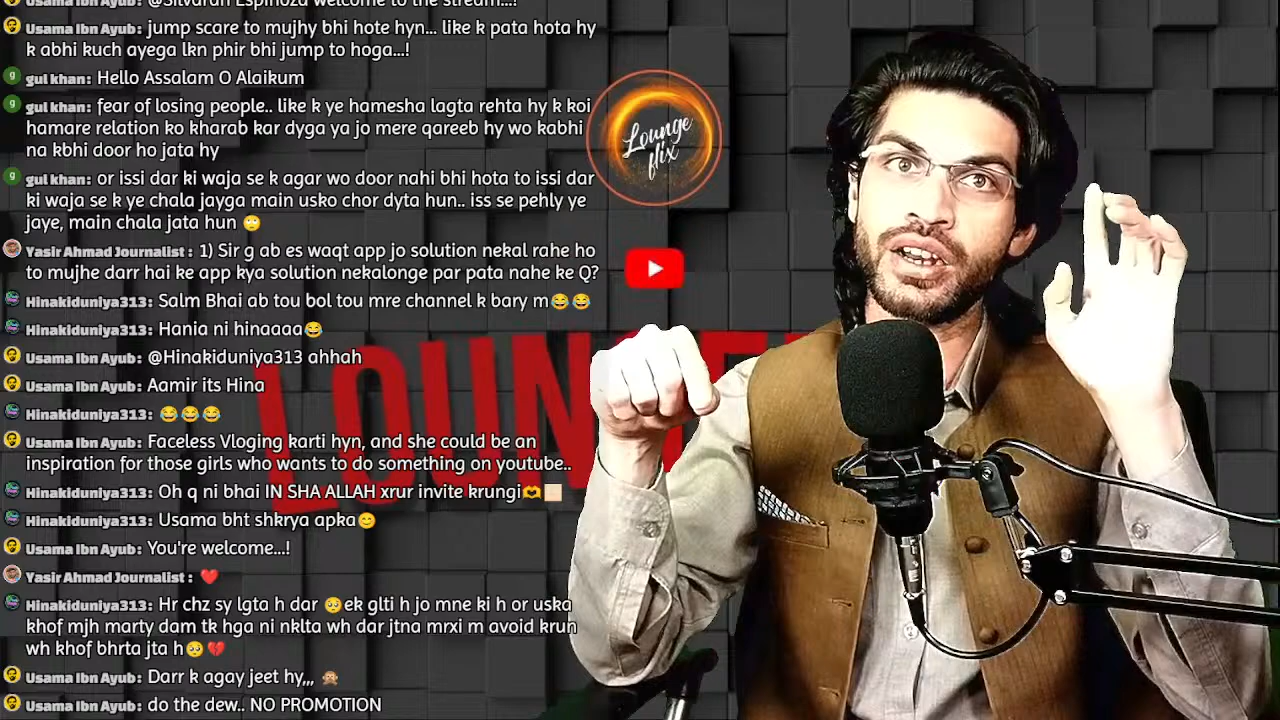 Usama Ibn Ayub: @Silvaran Espinoza welcome to the stream...!
Usama Ibn Ayub: jump scare to mujhy bhi hote hyn... like k pata hota hy
k abhi kuch ayega lkn phir bhi jump to hoga...!
gul khan: Hello Assalam O Alaikum
gul khan: fear of losing people.. like k ye hamesha lagta rehta hy k koi
hamare relation ko kharab kar dyga ya jo mere qareeb hy wo kabhi
na kbhi door ho jata hy
gul khan: or issi dar ki waja se k agar wo door nahi bhi hota to issi dar
ki waja se k ye chala jayga main usko chor dyta hun.. iss se pehly ye
jaye, main chala jata hun 🙄
Yasir Ahmad Journalist : 1) Sir g ab es waqt app jo solution nekal rahe ho
to mujhe darr hai ke app kya solution nekalonge par pata nahe ke Q?
Hinakiduniya313: Salm Bhai ab tou bol tou mre channel k bary m😂😂
Hinakiduniya313: Hania ni hinaaaa😂
Usama Ibn Ayub: @Hinakiduniya313 ahhah
Usama Ibn Ayub: Aamir its Hina
Hinakiduniya313: 😂😂😂
Usama Ibn Ayub: Faceless Vloging karti hyn, and she could be an
inspiration for those girls who wants to do something on youtube..
Hinakiduniya313: Oh q ni bhai IN SHA ALLAH xrur invite krungi🫶🏻
Hinakiduniya313: Usama bht shkrya apka😊
Usama Ibn Ayub: You're welcome...!
Yasir Ahmad Journalist : ❤️
Hinakiduniya313: Hr chz sy lgta h dar 🥺ek glti h jo mne ki h or uska
khof mjh marty dam tk hga ni nklta wh dar jtna mrxi m avoid krun
wh khof bhrta jta h🥺💔
Usama Ibn Ayub: Darr k agay jeet hy,,, 🙊
Usama Ibn Ayub: do the dew.. NO PROMOTION
Lounge
flix